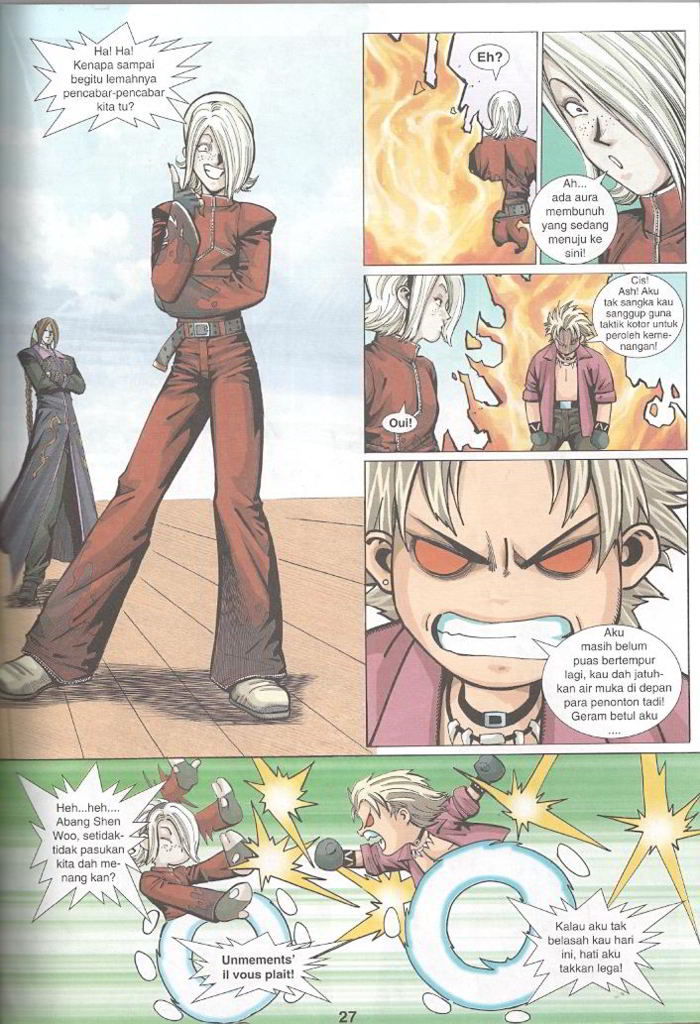 Ha! Ha!
Kenapa sampai
begitu lemahnya
pencabar-pencabar
kita tu?
Eh?
Ah...
ada aura
membunuh
yang sedang
menuju ke
sini!
Cis!
Ash! Aku
tak sangka kau
sanggup guna
taktik kotor untuk
peroleh kerne-
nangan!
Oui!
Aku
masih belum
puas bertempur
lagi, kau dah jatuh-
kan air muka di depan
para penonton tadi!
Geram betul aku
....
Heh...heh....
Abang Shen
Woo, setidak-
tidak pasukan
kita dah me-
nang kan?
Unmements'
il vous plait!
Kalau aku tak
belasah kau hari
ini, hati aku
takkan lega!
27